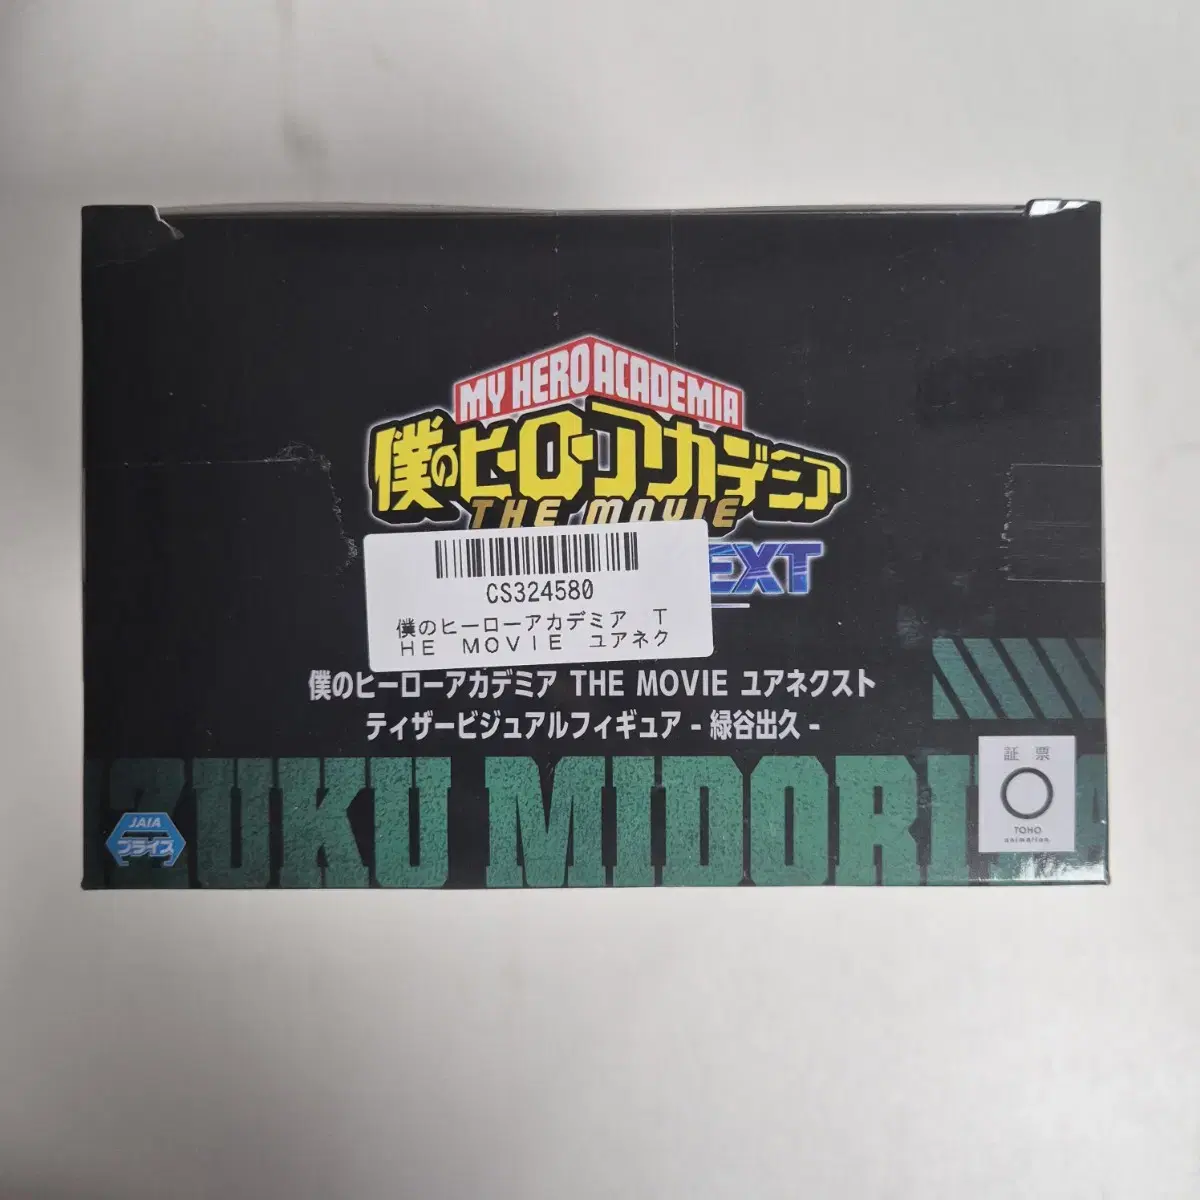 MY HERO ACADEMIA
僕のヒーローアカデミア
THE MOVIE
EXT
CS324580
僕のヒーローアカデミア T
HE MOVIE ユアネク
僕のヒーローアカデミア THE MOVIE ユアネクスト
ティザービジュアルフィギュア - 緑谷出久 -
ZUKU MIDORIYA
JAIA
プライズ
証票
TOHO
animation